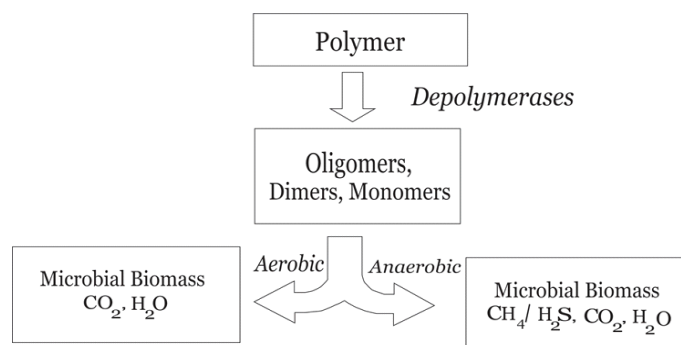 Polymer
Depolymerases
Oligomers,
Dimers, Monomers
Aerobic
Anaerobic
Microbial Biomass
CO₂, H₂O
Microbial Biomass
CH₄/ H₂S, CO₂, H₂O